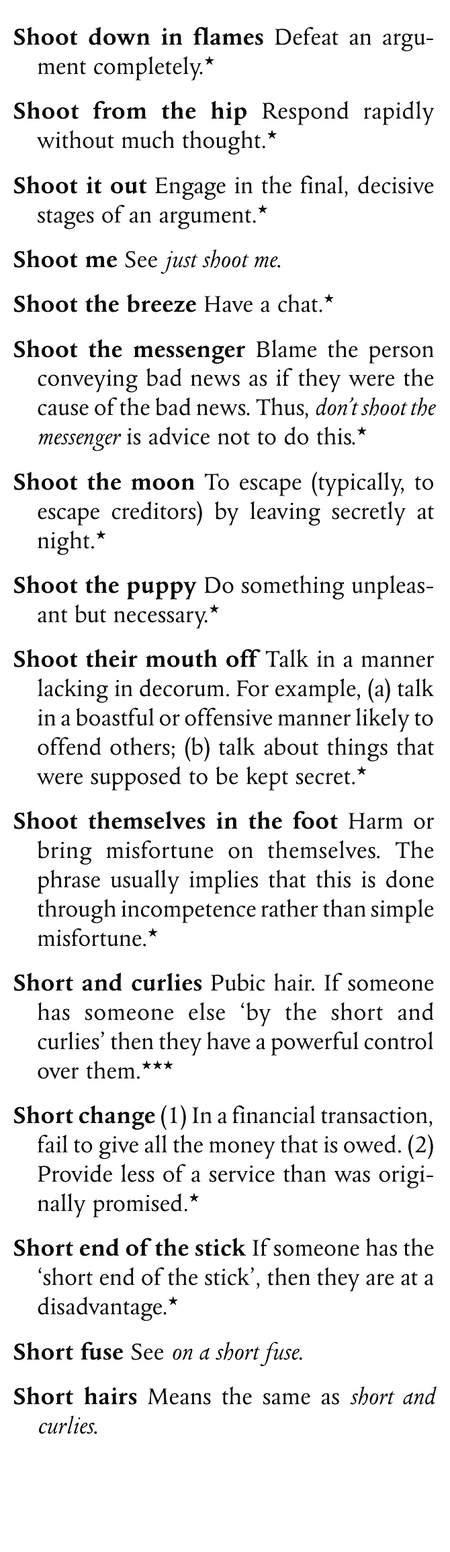 Shoot down in flames Defeat an argu-
ment completely.★
Shoot from the hip Respond rapidly
without much thought.★
Shoot it out Engage in the final, decisive
stages of an argument.★
Shoot me See just shoot me.
Shoot the breeze Have a chat.★
Shoot the messenger Blame the person
conveying bad news as if they were the
cause of the bad news. Thus, don't shoot the
messenger is advice not to do this.★
Shoot the moon To escape (typically, to
escape creditors) by leaving secretly at
night.★
Shoot the puppy Do something unpleas-
ant but necessary.★
Shoot their mouth off Talk in a manner
lacking in decorum. For example, (a) talk
in a boastful or offensive manner likely to
offend others; (b) talk about things that
were supposed to be kept secret.★
Shoot themselves in the foot Harm or
bring misfortune on themselves. The
phrase usually implies that this is done
through incompetence rather than simple
misfortune.★
Short and curlies Pubic hair. If someone
has someone else ‘by the short and
curlies’ then they have a powerful control
over them.★★★
Short change (1) In a financial transaction,
fail to give all the money that is owed. (2)
Provide less of a service than was origi-
nally promised.★
Short end of the stick If someone has the
‘short end of the stick’, then they are at a
disadvantage.★
Short fuse See on a short fuse.
Short hairs Means the same as short and
curlies.